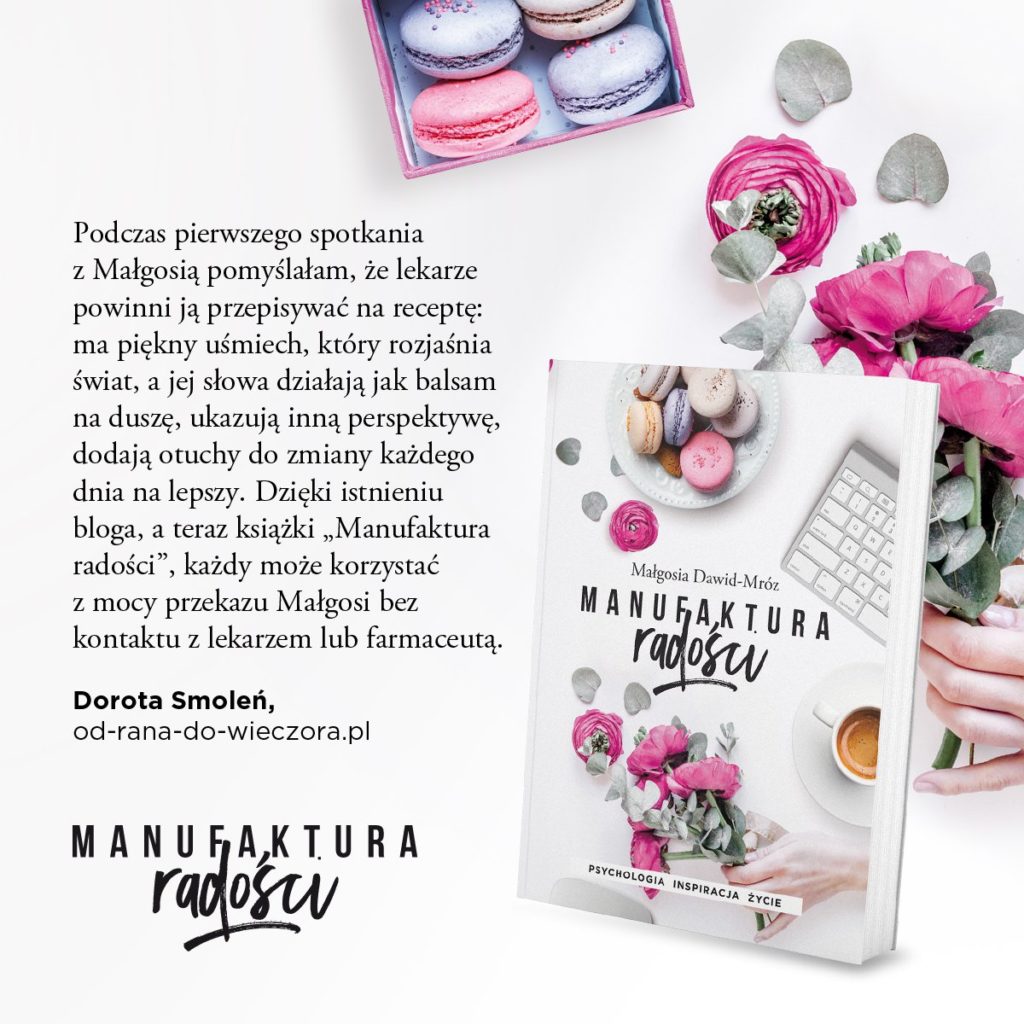 Podczas pierwszego spotkania
z Małgosią pomyślałam, że lekarze
powinni ją przepisywać na receptę:
ma piękny uśmiech, który rozjaśnia
świat, a jej słowa działają jak balsam
na duszę, ukazują inną perspektywę,
dodają otuchy do zmiany każdego
dnia na lepszy. Dzięki istnieniu
bloga, a teraz książki „Manufaktura
radości”, każdy może korzystać
z mocy przekazu Małgosi bez
kontaktu z lekarzem lub farmaceutą.
Dorota Smoleń,
od-rana-do-wieczora.pl
MANUFAKTURA
radości
Małgosia Dawid-Mróz
MANUFAKTURA
radości
PSYCHOLOGIA INSPIRACJA ŻYCIE